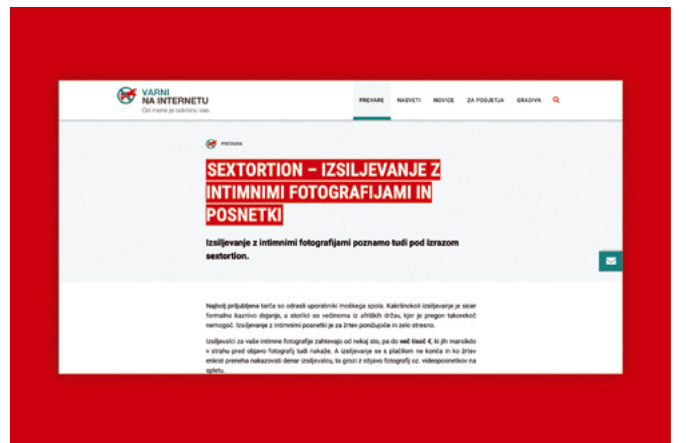 VARNI
NA INTERNETU
Od mene je odvisno vse.
PREVARE NASVETI NOVICE ZA PODJETJA GRADIVA
PREVARA
SEXTORTION – IZSILJEVANJE Z
INTIMNIMI FOTOGRAFIJAMI IN
POSNETKI
Izsiljevanje z intimnimi fotografijami poznamo tudi pod izrazom
sextortion.
Najbolj priljubljena tarča so odrasli uporabniki moškega spola. Kakršnokoli izsiljevanje je sicer
formalno kaznivo dejanje, a storilci so večinoma iz afriških držav, kjer je pregon takorekoč
nemogoč. Izsiljevanje z intimnimi posnetki je za žrtev ponižujoče in zelo stresno.
Izsiljevalci za vaše intimne fotografije zahtevajo od nekaj sto, pa do več tisoč €, ki jih marsikdo
v strahu pred objavo fotografij tudi nakaže. A izsiljevanje se s plačilom ne konča in ko žrtev
enkrat preneha nakazovati denar izsiljevalcu, ta grozi z objavo fotografij oz. videoposnetkov na
spletu.